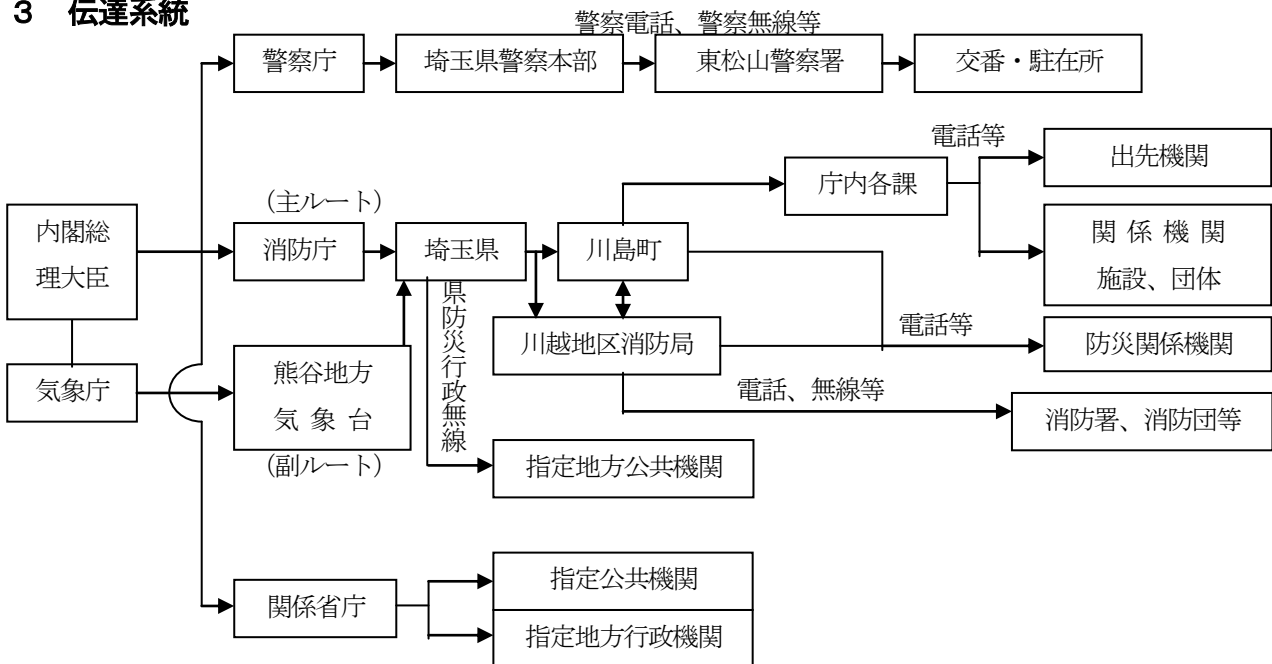 3 伝達系統
警察電話、警察無線等
警察庁
埼玉県警察本部
東松山警察署
交番・駐在所
電話等
出先機関
庁内各課
(主ルート)
内閣総
理大臣
消防庁
埼玉県
川島町
関係機関
施設、団体
県防災行政無線
川越地区消防局
電話等
防災関係機関
気象庁
熊谷地方
気象台
(副ルート)
電話、無線等
消防署、消防団等
指定地方公共機関
関係省庁
指定公共機関
指定地方行政機関